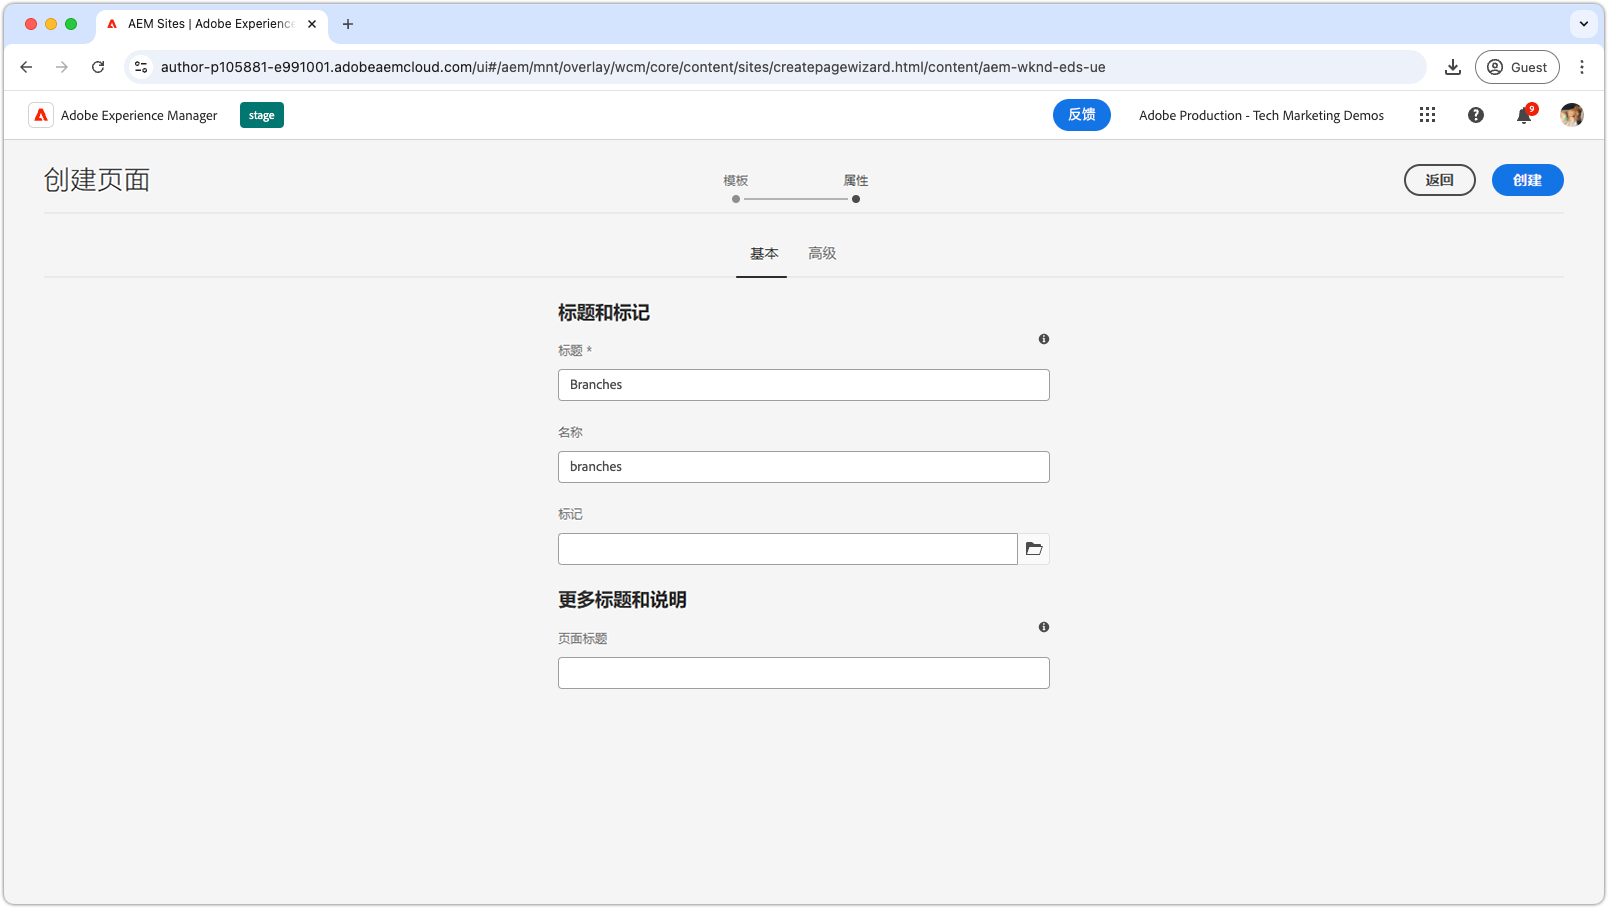 AEM Sites | Adobe Experience
author-p105881-e991001.adobeaemcloud.com/ui#/aem/mnt/overlay/wcm/core/content/sites/createpagewizard.html/content/aem-wknd-eds-ue
Guest
Adobe Experience Manager
stage
反馈
Adobe Production - Tech Marketing Demos
9
创建页面
模板
属性
返回
创建
基本
高级
标题和标记
标题 *
Branches
名称
branches
标记
更多标题和说明
页面标题